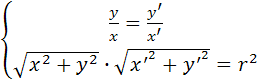 y/x = y′/x′
√(x² + y²) · √(x′² + y′²) = r²